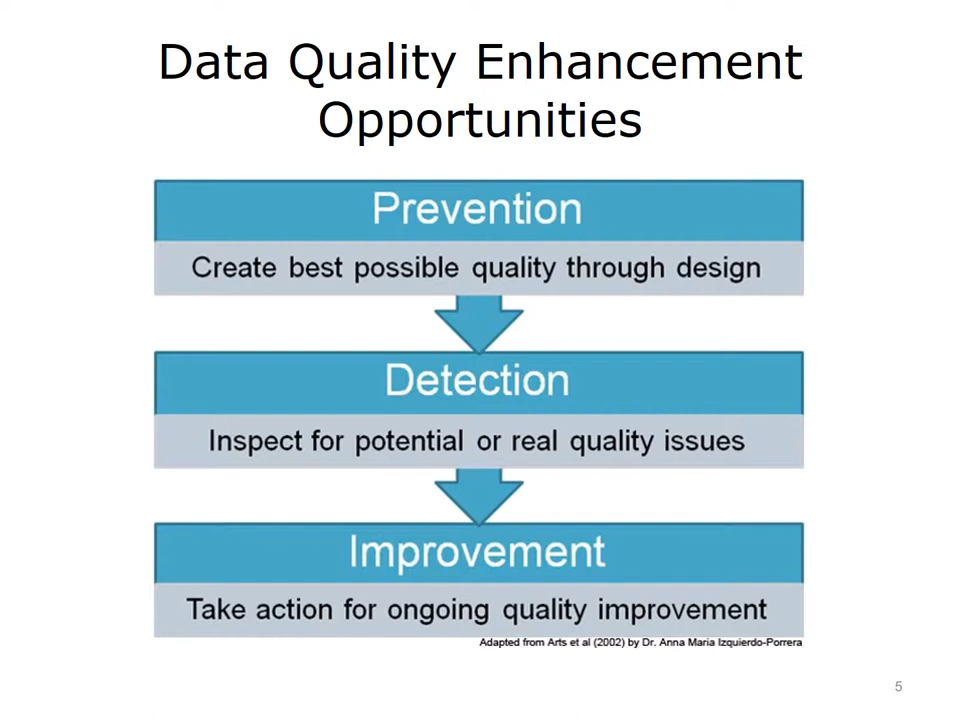 Data Quality Enhancement
Opportunities
Prevention
Create best possible quality through design
Detection
Inspect for potential or real quality issues
Improvement
Take action for ongoing quality improvement
Adapted from Arts et al (2002) by Dr. Anna Maria Izquierdo-Porrera
5